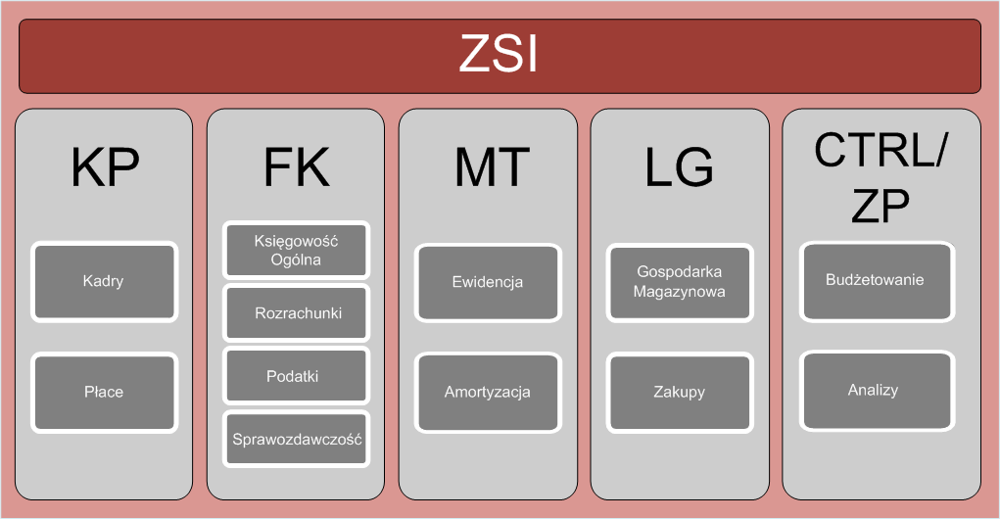 ZSI
KP
Kadry
Płace
FK
Księgowość
Ogólna
Rozrachunki
Podatki
Sprawozdawczość
MT
Ewidencja
Amortyzacja
LG
Gospodarka
Magazynowa
Zakupy
CTRL/
ZP
Budżetowanie
Analizy